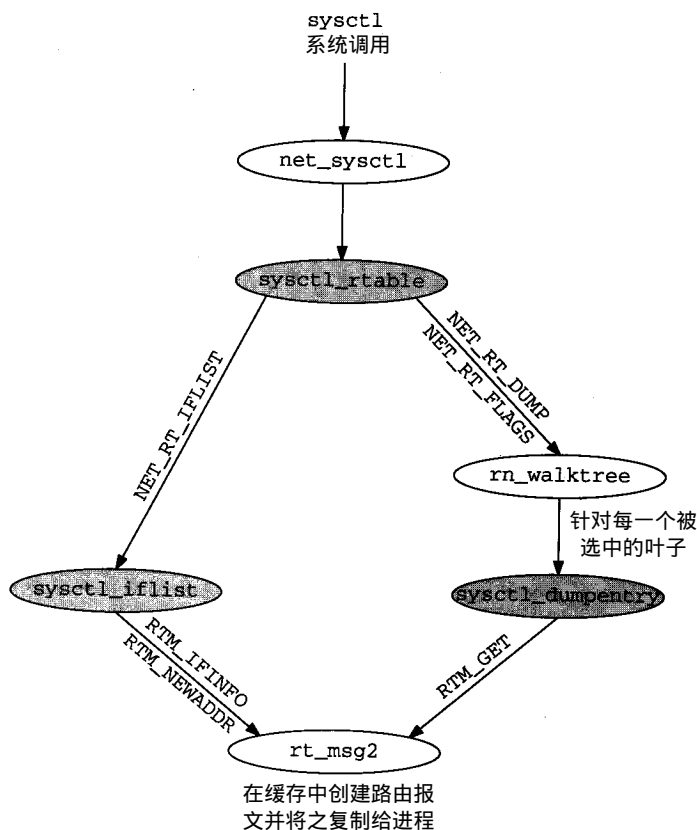 sysctl
系统调用
net_sysctl
sysctl_rtable
NET_RT_IFLIST
NET_RT_DUMP
NET_RT_FLAGS
rn_walktree
针对每一个被
选中的叶子
sysctl_iflist
sysctl_dumpentry
RTM_IFINFO
RTM_NEWADDR
RTM_GET
rt_msg2
在缓存中创建路由报
文并将之复制给进程